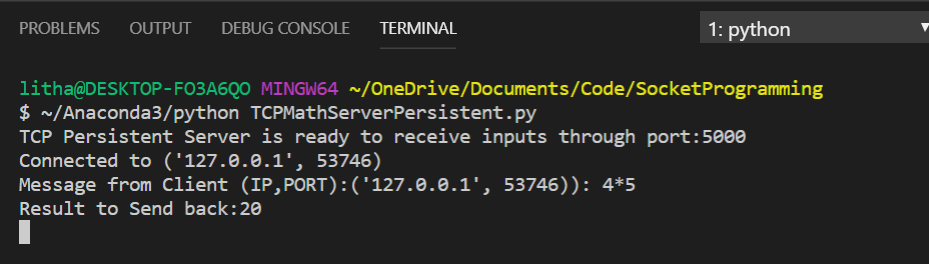 PROBLEMS OUTPUT DEBUG CONSOLE TERMINAL 1: python
litha@DESKTOP-FO3A6QO MINGW64 ~/OneDrive/Documents/Code/SocketProgramming
$ ~/Anaconda3/python TCPMathServerPersistent.py
TCP Persistent Server is ready to receive inputs through port:5000
Connected to ('127.0.0.1', 53746)
Message from Client (IP,PORT):('127.0.0.1', 53746)): 4*5
Result to Send back:20